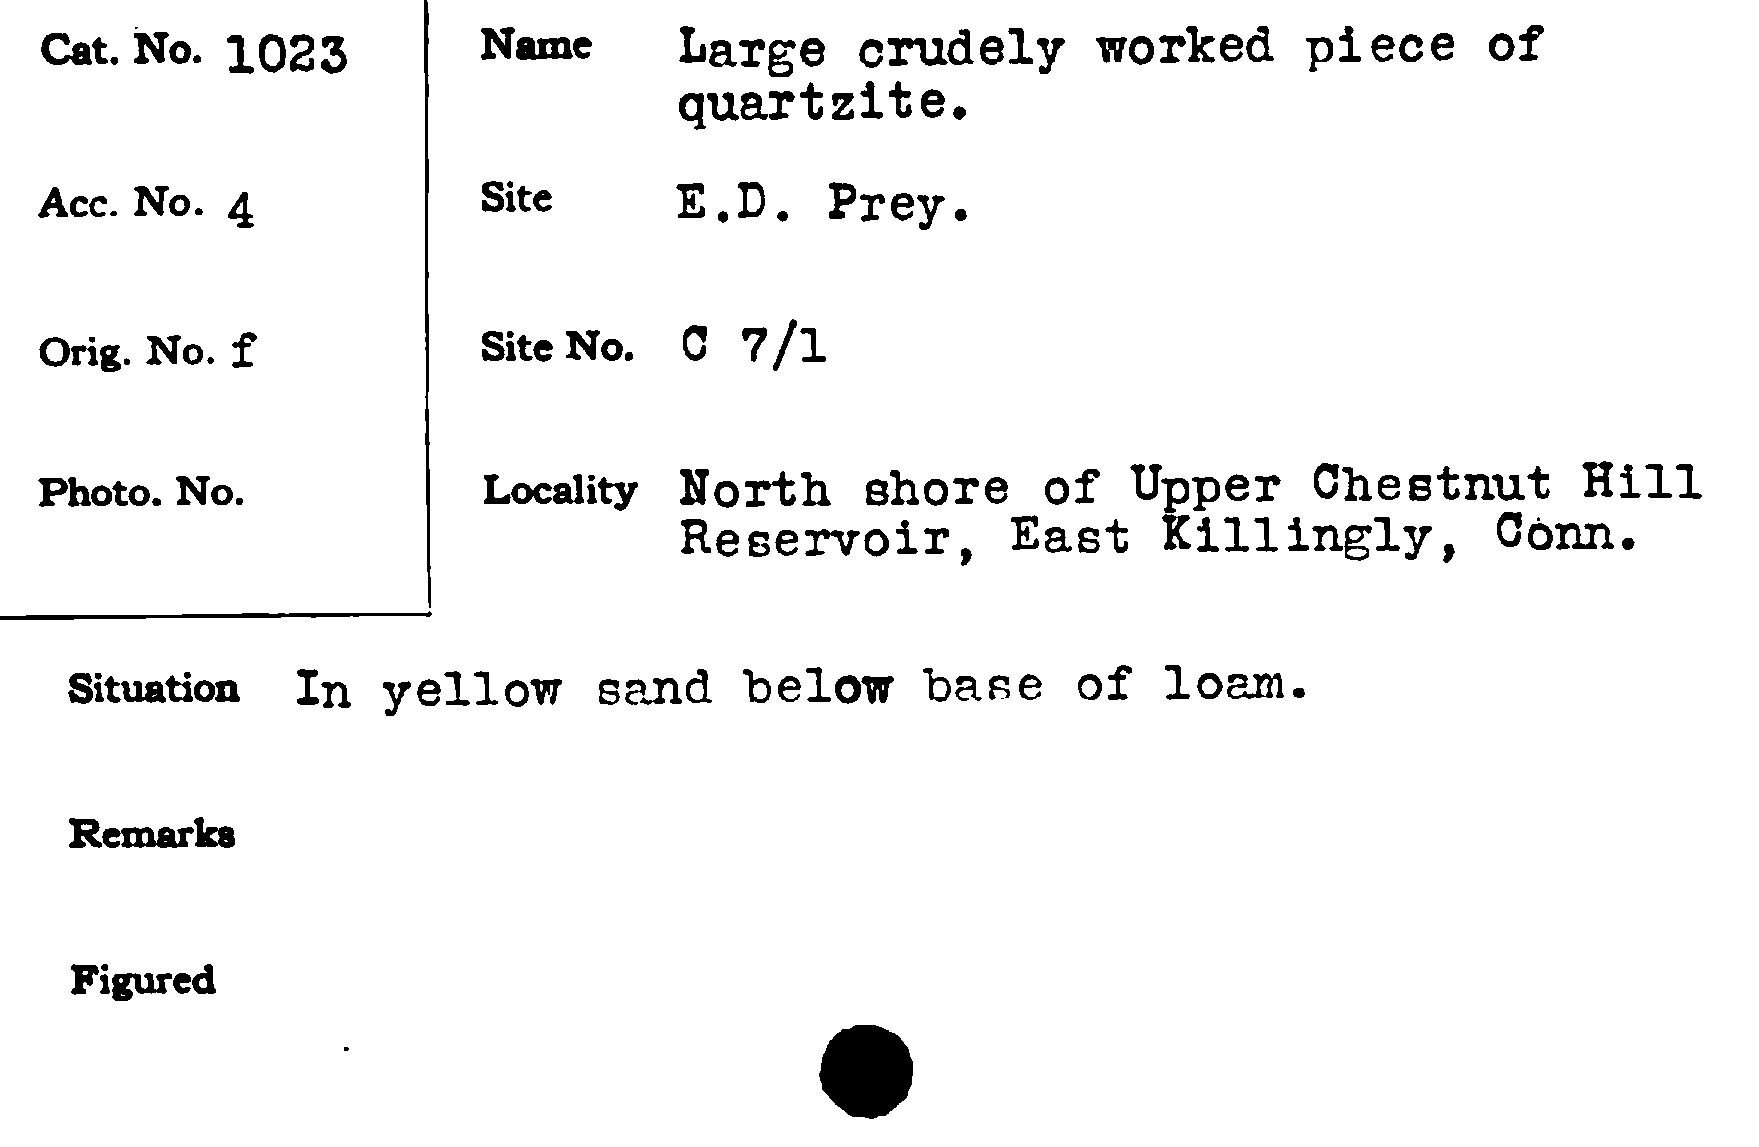 Cat. No. 1023
Name Large crudely worked piece of
quartzite.
Acc. No. 4
Site E.D. Prey.
Orig. No. f
Site No. C 7/1
Photo. No.
Locality North shore of Upper Chestnut Hill
Reservoir, East Killingly, Conn.
Situation In yellow sand below base of loam.
Remarks
Figured